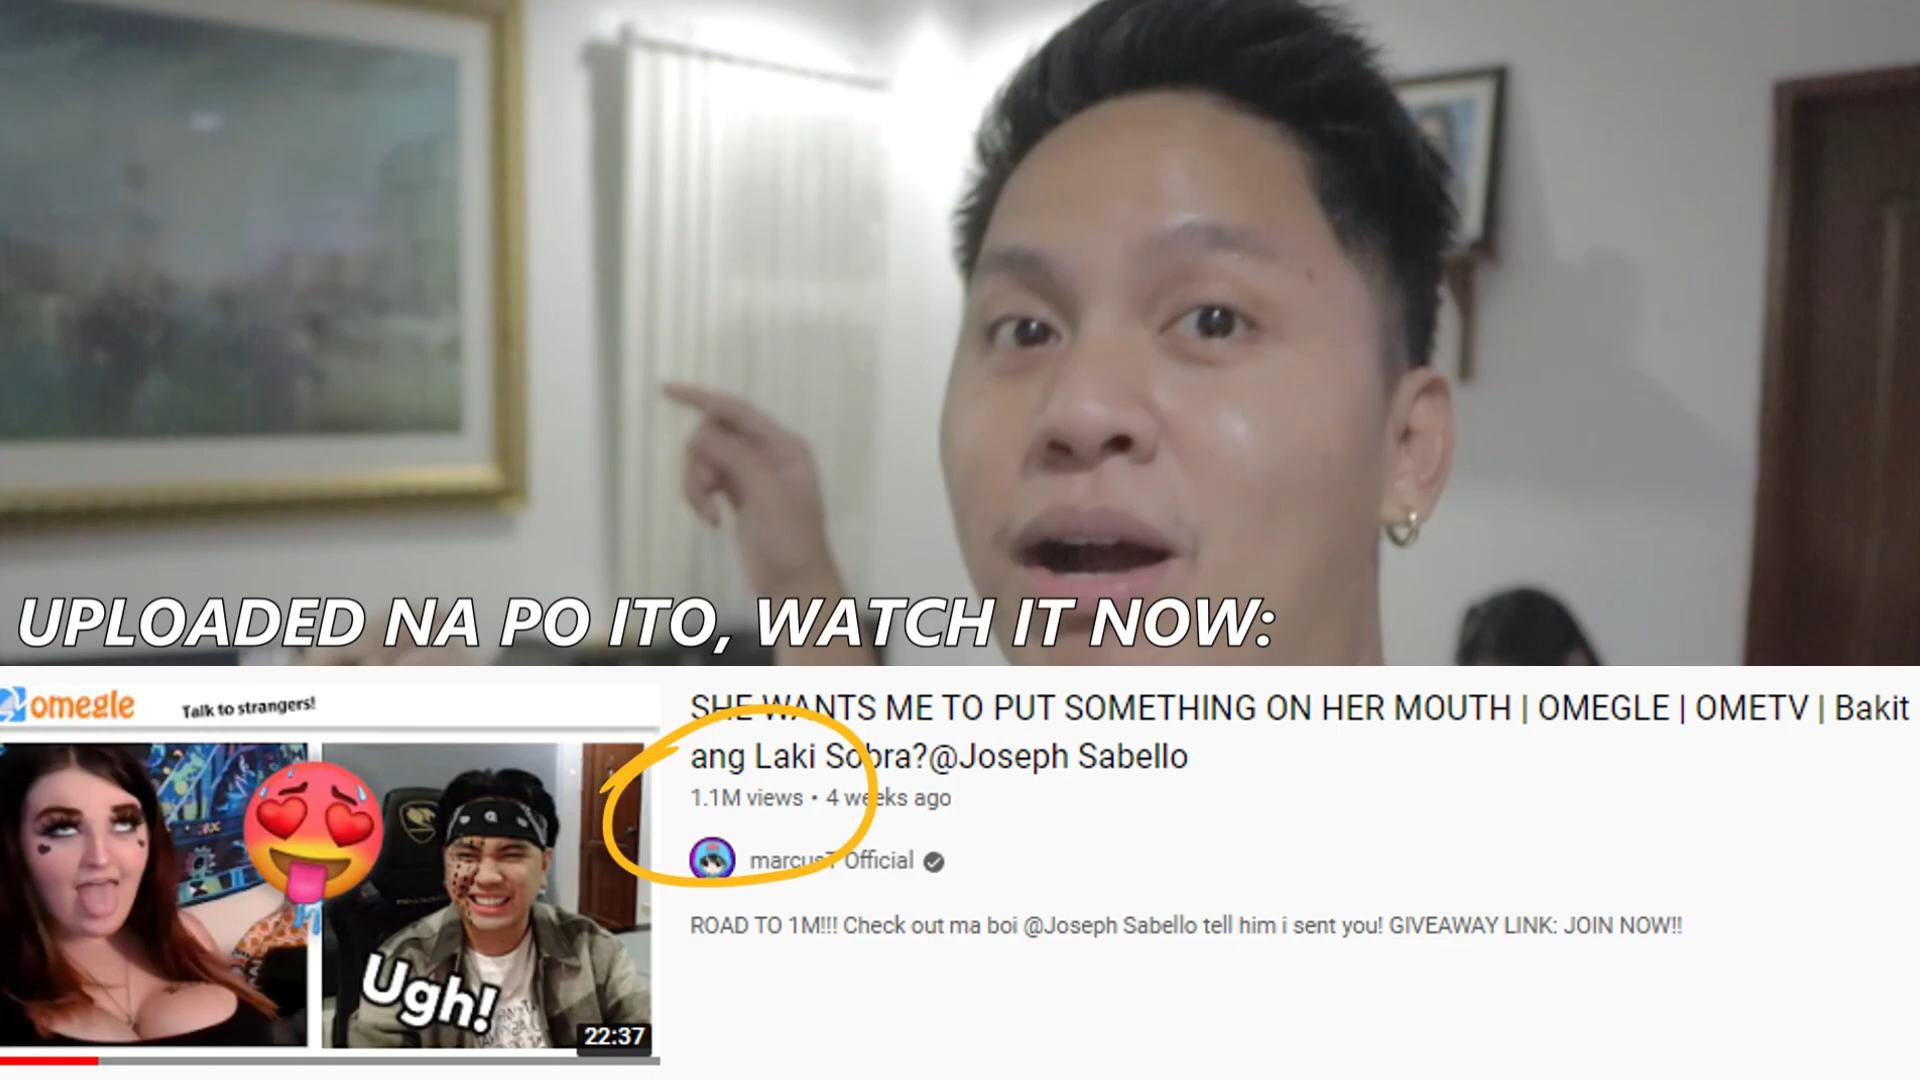 UPLOADED NA PO ITO, WATCH IT NOW:
omegle
Talk to strangers!
Ugh!
22:37
SHE WANTS ME TO PUT SOMETHING ON HER MOUTH | OMEGLE | OMETV | Bakit
ang Laki Sobra?@Joseph Sabello
1.1M views • 4 weeks ago
marcusT Official
ROAD TO 1M!!! Check out ma boi @Joseph Sabello tell him i sent you! GIVEAWAY LINK: JOIN NOW!!